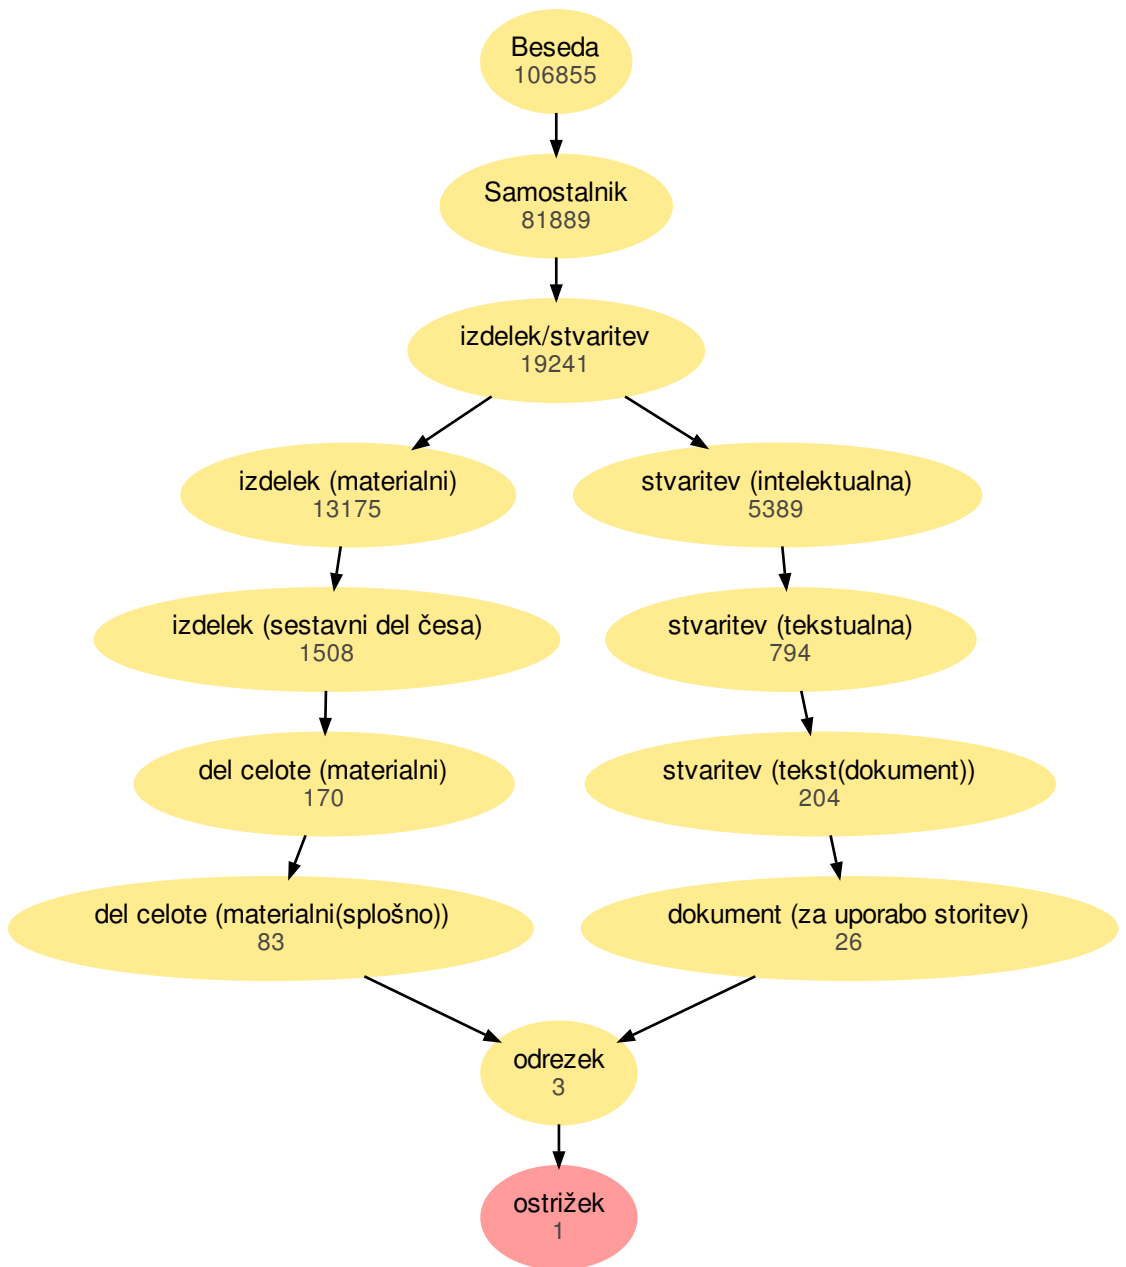 Beseda
106855
Samostalnik
81889
izdelek/stvaritev
19241
izdelek (materialni)
13175
stvaritev (intelektualna)
5389
izdelek (sestavni del česa)
1508
stvaritev (tekstualna)
794
del celote (materialni)
170
stvaritev (tekst(dokument))
204
del celote (materialni(splošno))
83
dokument (za uporabo storitev)
26
odrezek
3
ostrižek
1